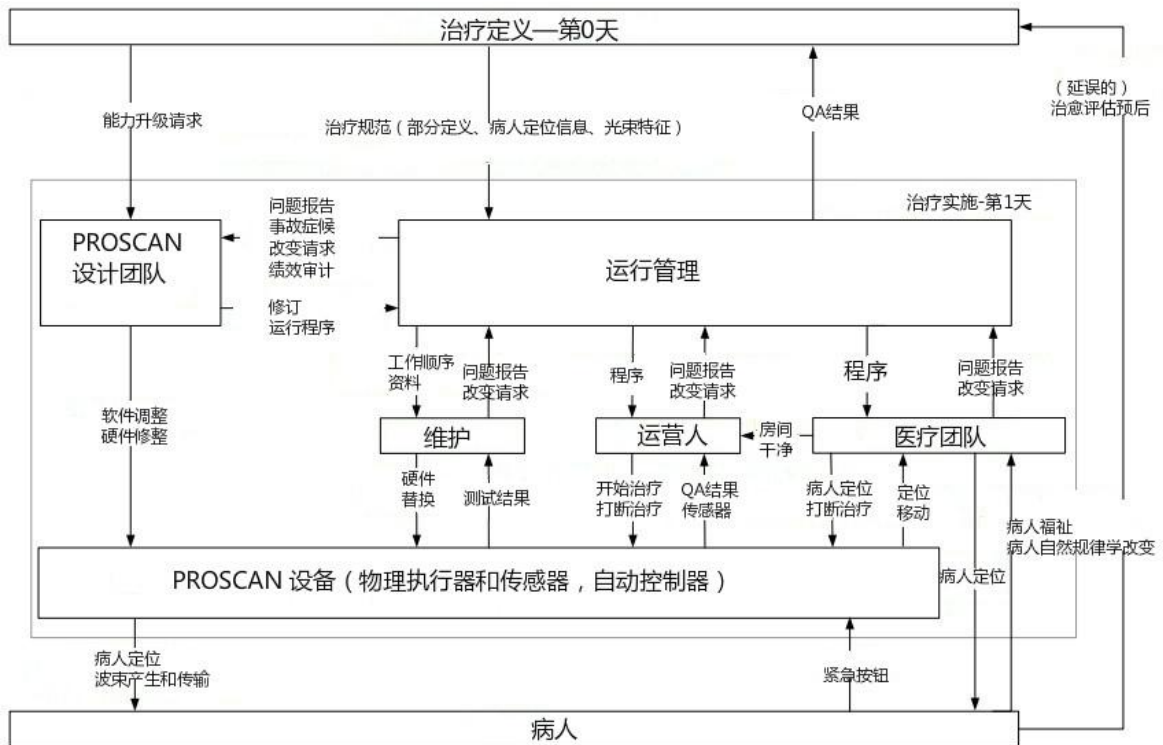 治疗定义—第0天
能力升级请求
治疗规范（部分定义、病人定位信息、光束特征）
QA结果
（延误的）
治愈评估预后
治疗实施-第1天
PROSCAN
设计团队
问题报告
事故症候
改变请求
绩效审计
修订
运行程序
运行管理
工作顺序
资料
问题报告
改变请求
程序
问题报告
改变请求
程序
问题报告
改变请求
软件调整
硬件修整
维护
运营人
房间
干净
医疗团队
硬件
替换
测试结果
开始治疗
打断治疗
QA结果
传感器
病人定位
打断治疗
定位
移动
病人福祉
病人自然规律学改变
PROSCAN 设备（物理执行器和传感器，自动控制器）
病人定位
病人定位
波束产生和传输
紧急按钮
病人